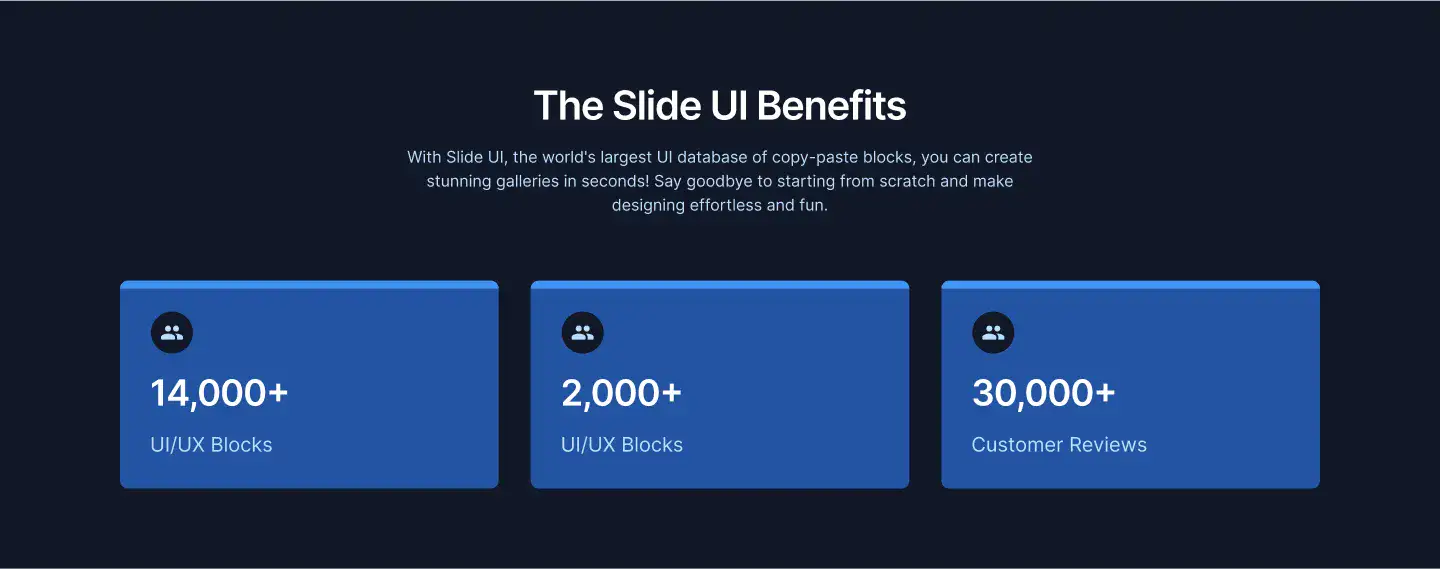 The Slide UI Benefits
With Slide UI, the world's largest UI database of copy-paste blocks, you can create
stunning galleries in seconds! Say goodbye to starting from scratch and make
designing effortless and fun.
14,000+
UI/UX Blocks
2,000+
UI/UX Blocks
30,000+
Customer Reviews